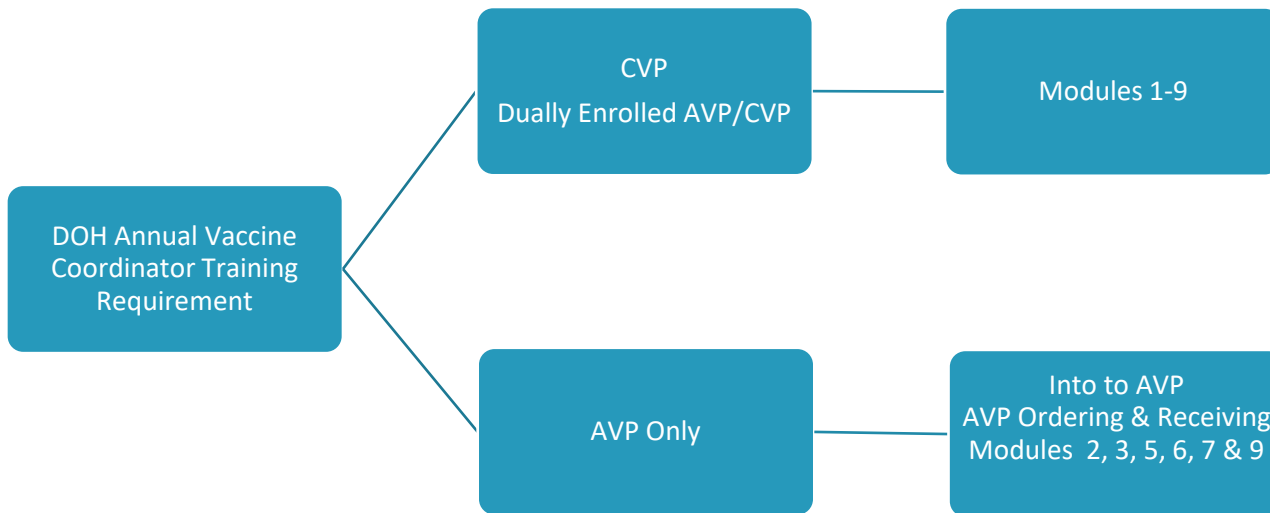 DOH Annual Vaccine
Coordinator Training
Requirement
CVP
Dually Enrolled AVP/CVP
Modules 1-9
AVP Only
Into to AVP
AVP Ordering & Receiving
Modules 2, 3, 5, 6, 7 & 9